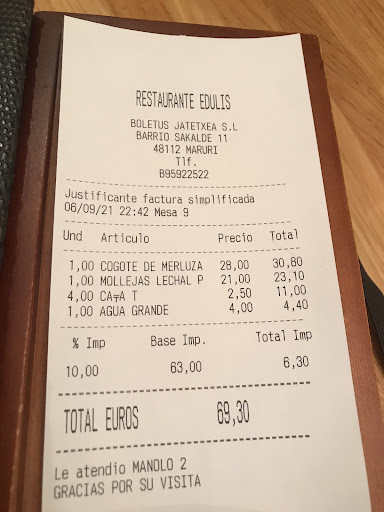 RESTAURANTE EDULIS
BOLETUS JATETXEA S.L
BARRIO SAKALDE 11
48112 MARURI
Tlf.
B95922522
Justificante factura simplificada
06/09/21 22:42 Mesa 9
Und Articulo Precio Total
1,00 COGOTE DE MERLUZA 28,00 30,80
1,00 MOLLEJAS LECHAL P 21,00 23,10
4,00 CA╤A T 2,50 11,00
1,00 AGUA GRANDE 4,00 4,40
% Imp Base Imp. Total Imp
10,00 63,00 6,30
TOTAL EUROS 69,30
Le atendio MANOLO 2
GRACIAS POR SU VISITA